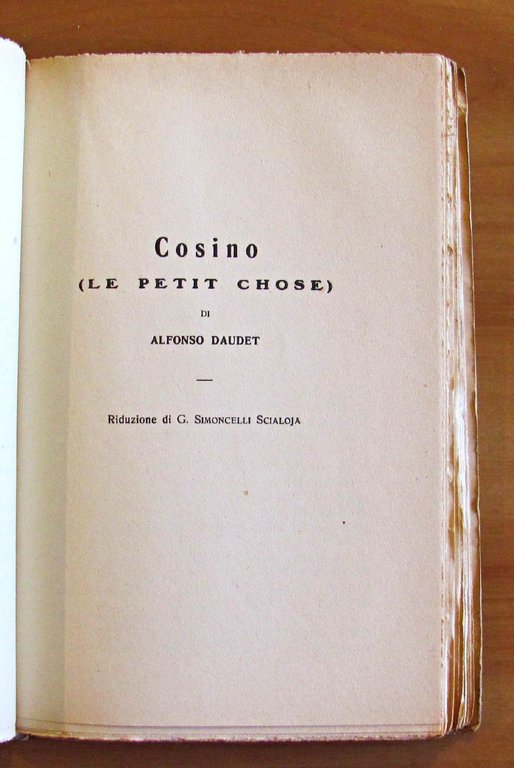 Cosino
(LE PETIT CHOSE)
DI
ALFONSO DAUDET
Riduzione di G. SIMONCELLI SCIALOJA